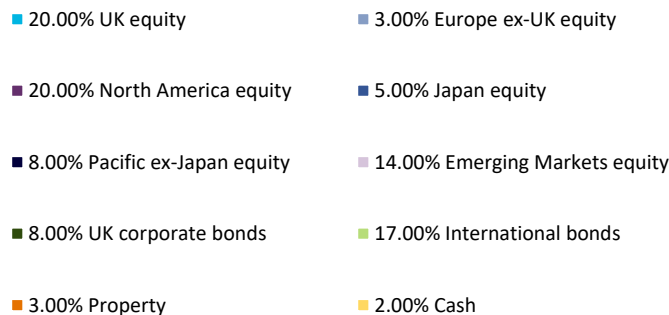 20.00% UK equity
3.00% Europe ex-UK equity
20.00% North America equity
5.00% Japan equity
8.00% Pacific ex-Japan equity
14.00% Emerging Markets equity
8.00% UK corporate bonds
17.00% International bonds
3.00% Property
2.00% Cash